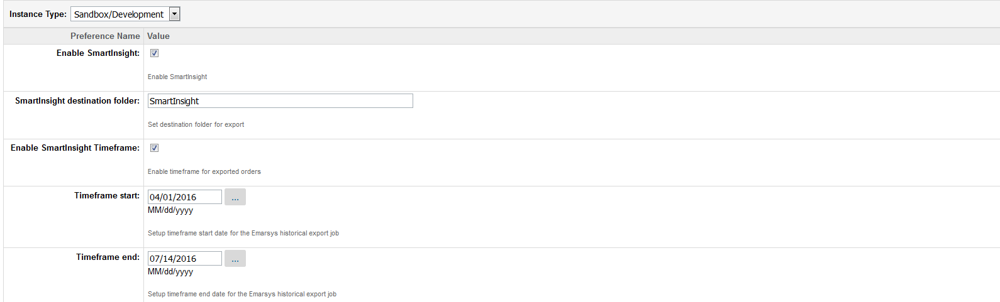 Instance Type: Sandbox/Development
Preference Name Value
Enable SmartInsight:
Enable SmartInsight
SmartInsight destination folder: SmartInsight
Set destination folder for export
Enable SmartInsight Timeframe:
Enable timeframe for exported orders
Timeframe start: 04/01/2016 ...
MM/dd/yyyy
Setup timeframe start date for the Emarsys historical export job
Timeframe end: 07/14/2016 ...
MM/dd/yyyy
Setup timeframe end date for the Emarsys historical export job